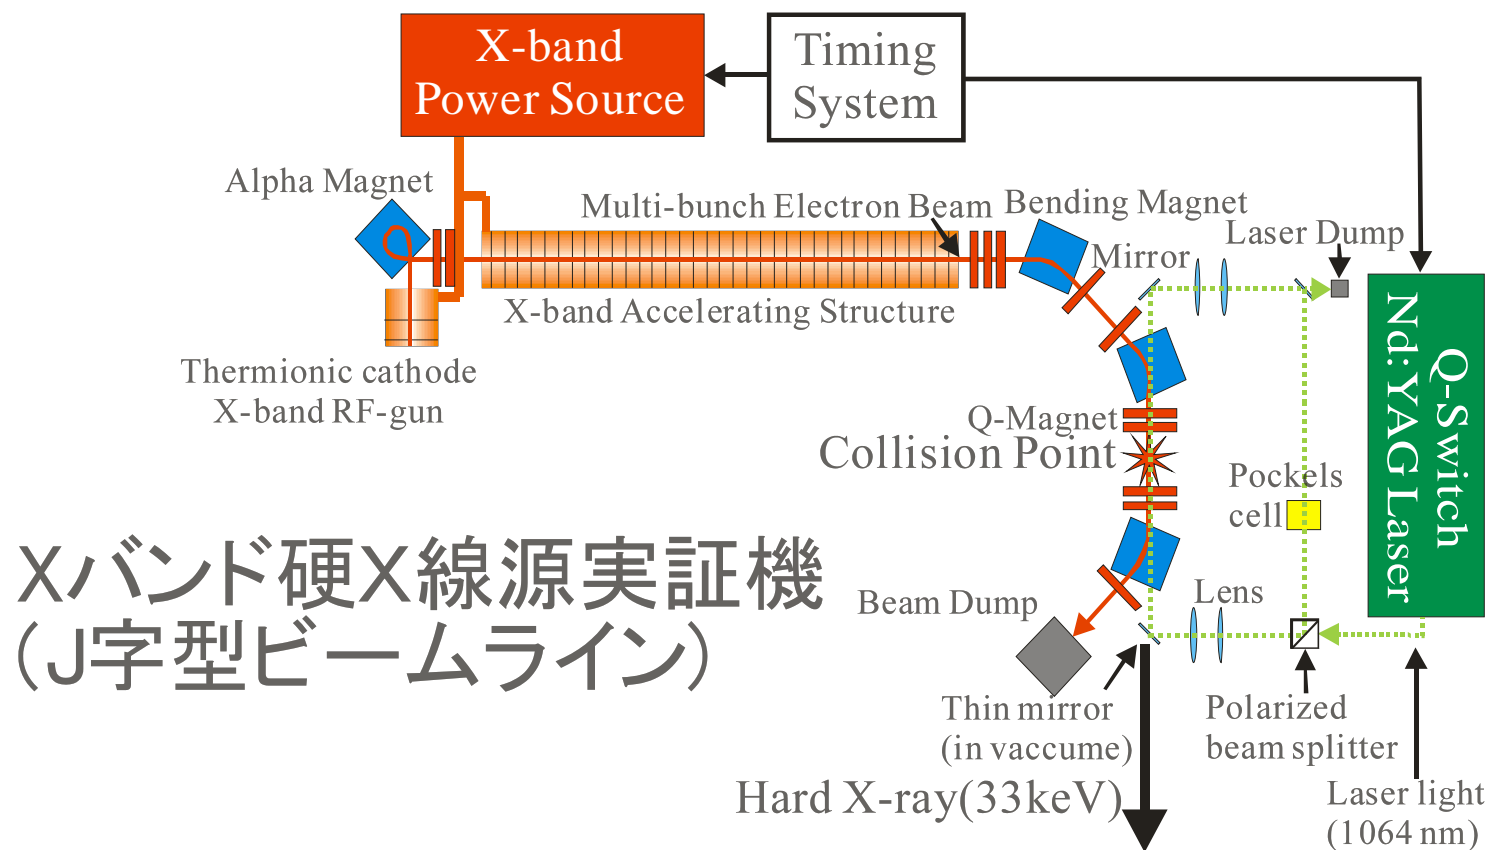 X-band
Power Source
Timing
System
Alpha Magnet
Multi-bunch Electron Beam
Bending Magnet
Laser Dump
Mirror
X-band Accelerating Structure
Thermionic cathode
X-band RF-gun
Q-Switch
Nd:YAG Laser
Q-Magnet
Collision Point
Pockels
cell
Xバンド硬X線源実証機
(J字型ビームライン)
Beam Dump
Lens
Thin mirror
(in vaccume)
Polarized
beam splitter
Hard X-ray(33keV)
Laser light
(1064 nm)